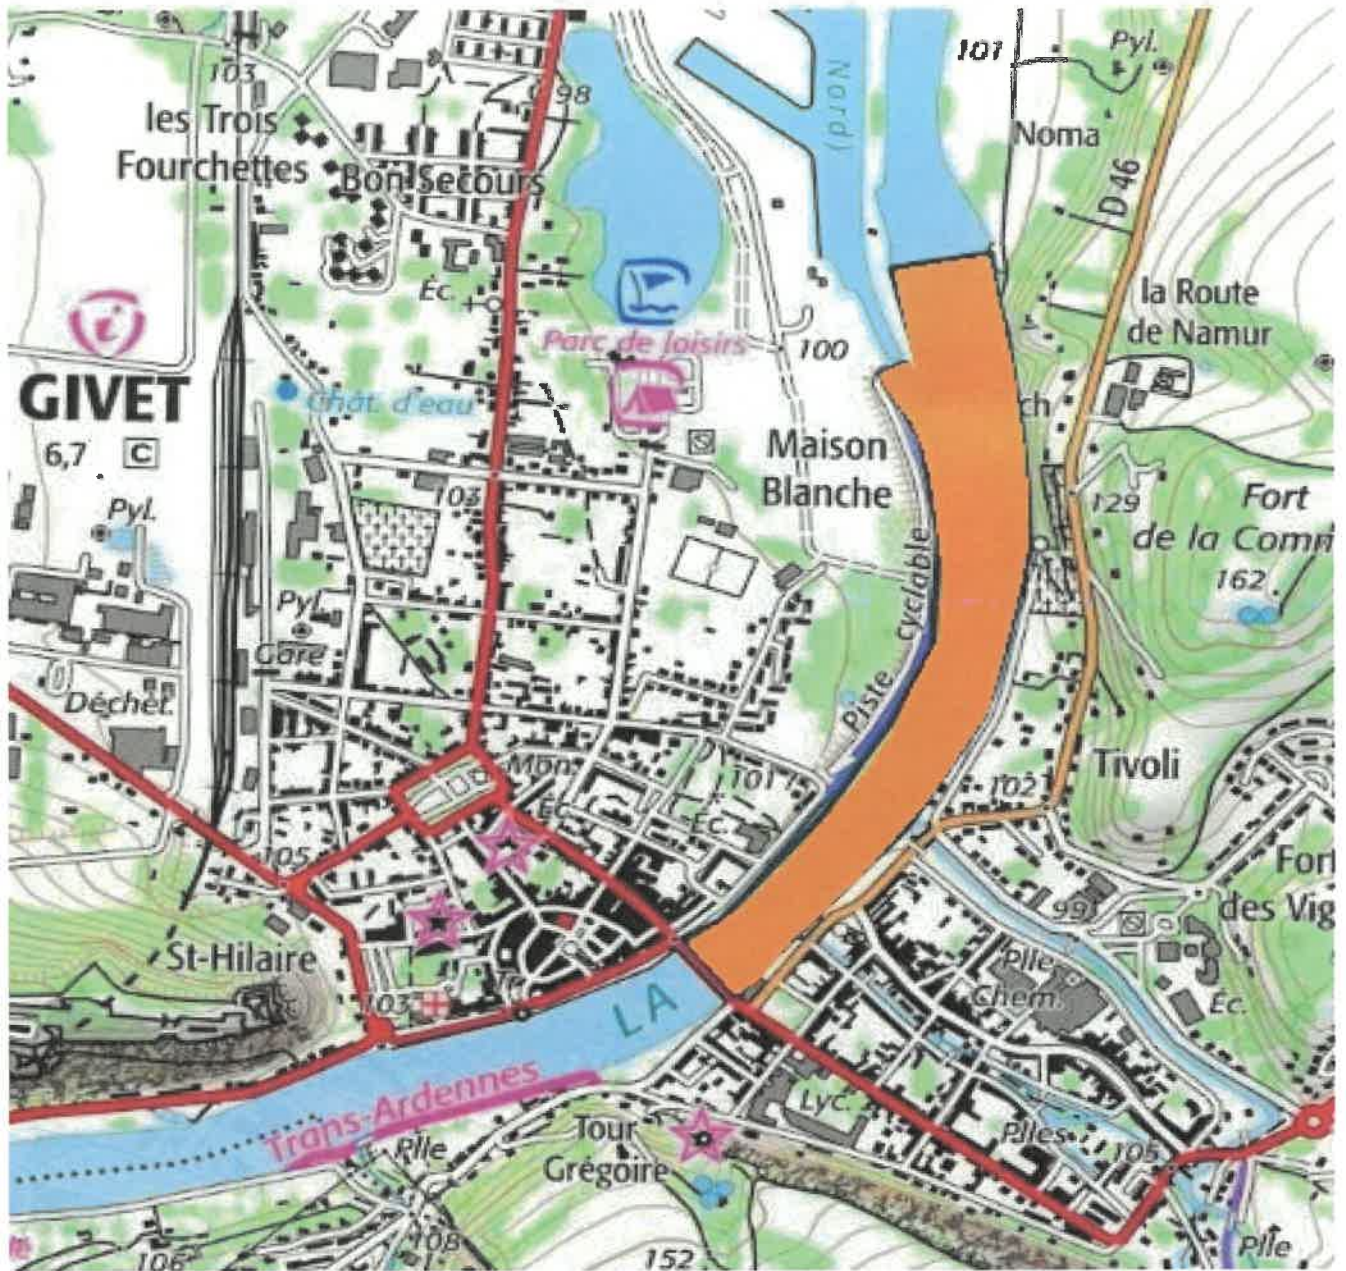 101
Pyl.
103
98
les Trois
Fourchettes
Bon Secours
Nord)
Noma
D 46
Éc.
la Route
de Namur
Parc de loisirs
100
GIVET
6,7 C
Chât. d'eau
ch
Maison
Blanche
103
129
Fort
de la Comm
162
Pyl.
Pyl.
Gare
Piste cyclable
Déchet.
Mon.
101
Tivoli
102
Éc.
Éc.
105
Fort
des Vig
99
St-Hilaire
103
Plle
Chem.
Éc.
LA
Trans-Ardennes
Plle
Tour
Grégoire
Lyc.
Plles
105
106
108
152
Plle